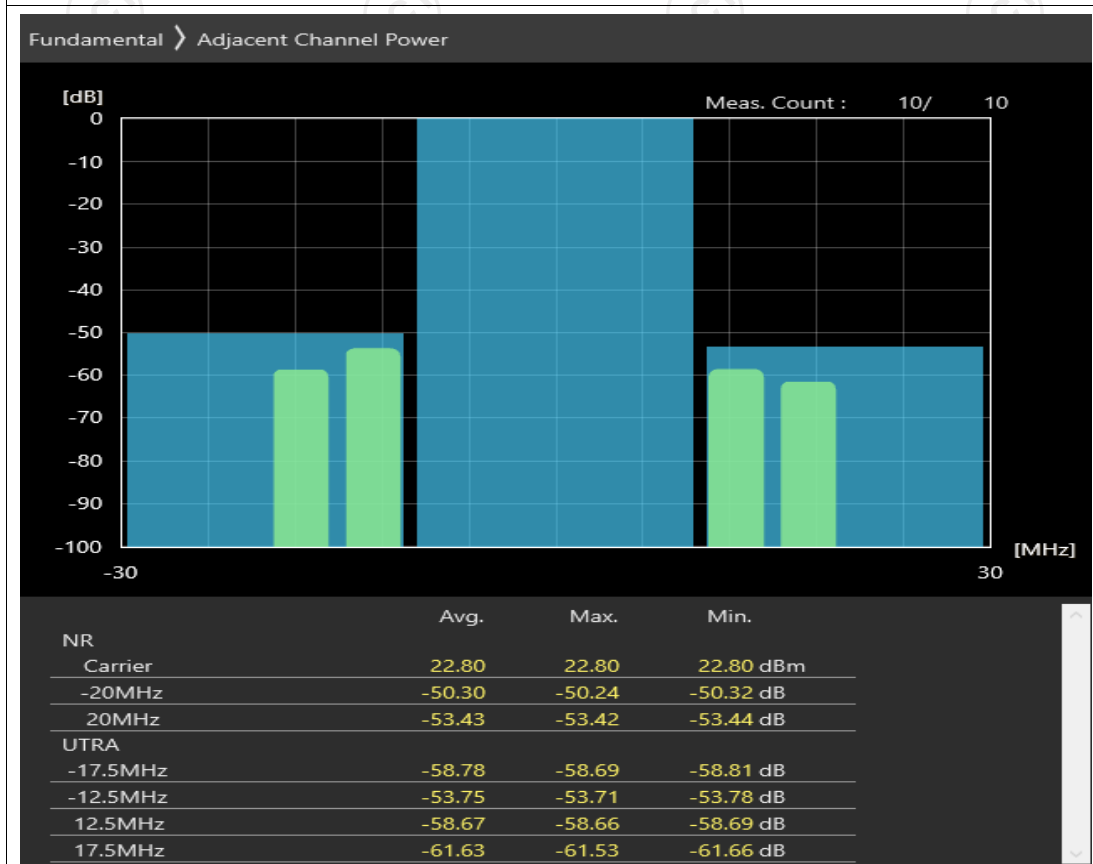 Fundamental ❭ Adjacent Channel Power
[dB]
Meas. Count : 10/ 10
0
-10
-20
-30
-40
-50
-60
-70
-80
-90
-100
[MHz]
-30 30
Avg. Max. Min.
NR
Carrier 22.80 22.80 22.80 dBm
-20MHz -50.30 -50.24 -50.32 dB
20MHz -53.43 -53.42 -53.44 dB
UTRA
-17.5MHz -58.78 -58.69 -58.81 dB
-12.5MHz -53.75 -53.71 -53.78 dB
12.5MHz -58.67 -58.66 -58.69 dB
17.5MHz -61.63 -61.53 -61.66 dB